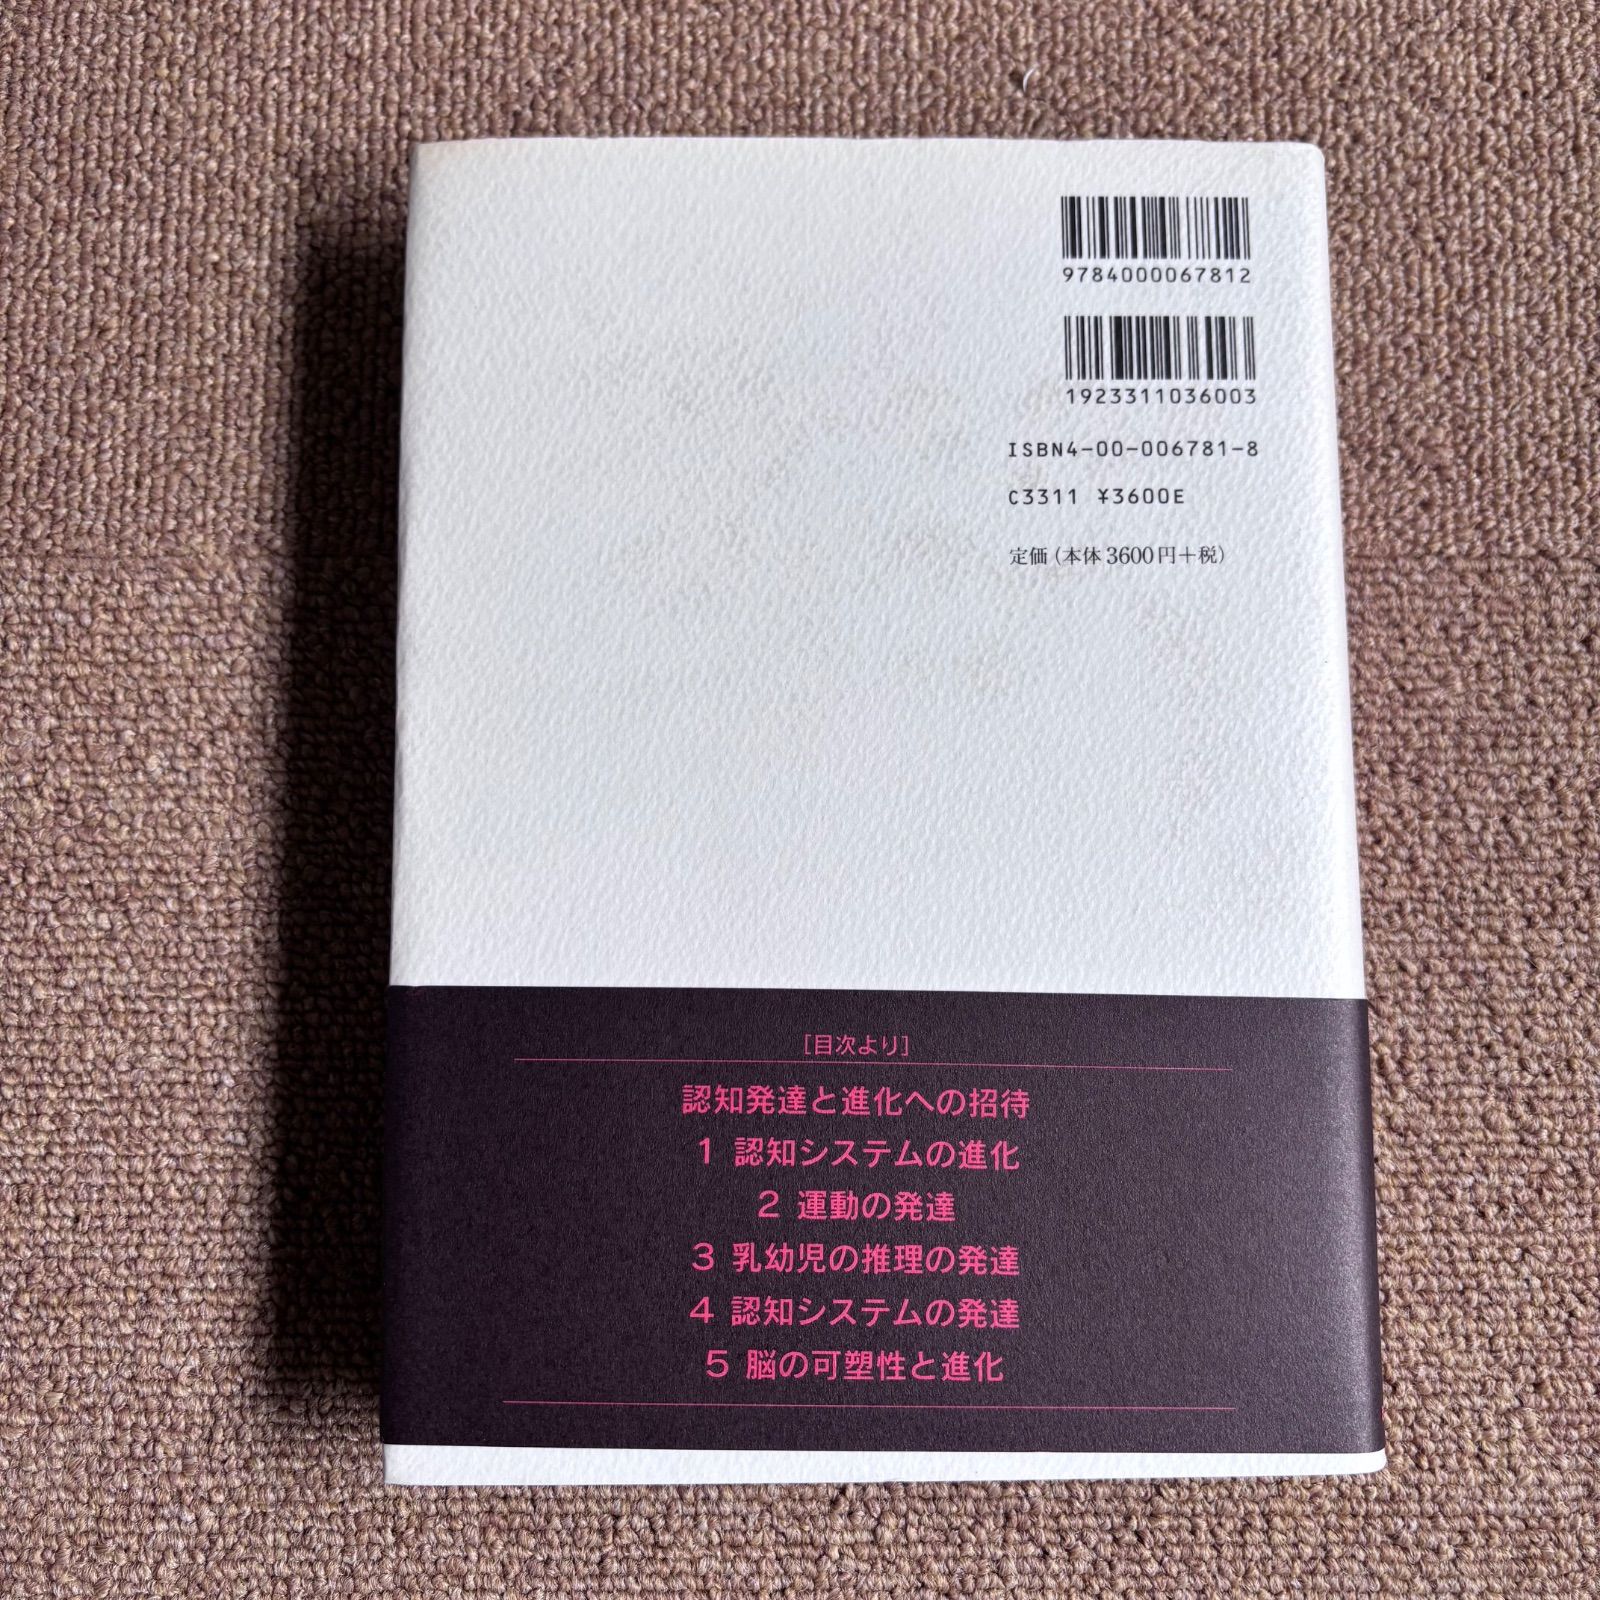 9784000067812
1923311036003
ISBN4-00-006781-8
C3311 ¥3600E
定価(本体3600円+税)
[目次より]
認知発達と進化への招待
1 認知システムの進化
2 運動の発達
3 乳幼児の推理の発達
4 認知システムの発達
5 脳の可塑性と進化